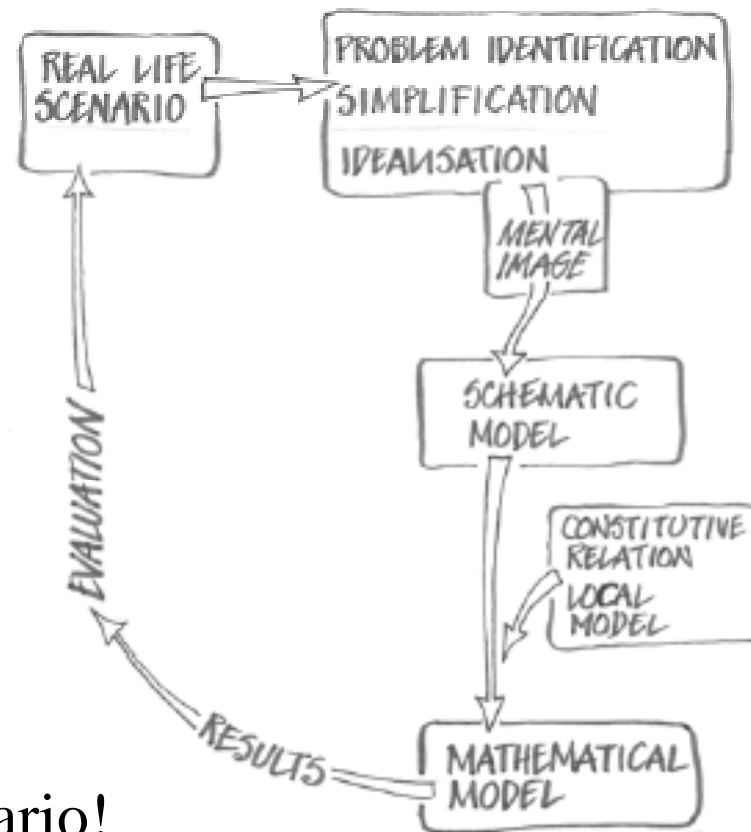 REAL LIFE
SCENARIO
PROBLEM IDENTIFICATION
SIMPLIFICATION
IDEALISATION
MENTAL
IMAGE
SCHEMATIC
MODEL
CONSTITUTIVE
RELATION
LOCAL
MODEL
MATHEMATICAL
MODEL
RESULTS
EVALUATION
ario!